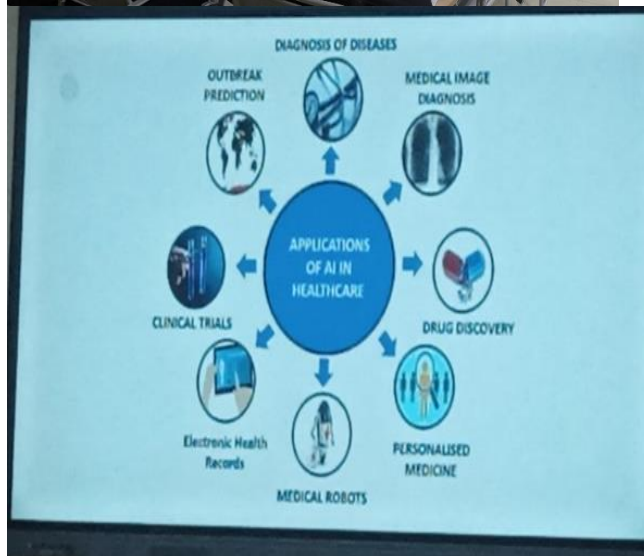 DIAGNOSIS OF DISEASES
OUTBREAK
PREDICTION
MEDICAL IMAGE
DIAGNOSIS
APPLICATIONS
OF AI IN
HEALTHCARE
CLINICAL TRIALS
DRUG DISCOVERY
Electronic Health
Records
PERSONALISED
MEDICINE
MEDICAL ROBOTS